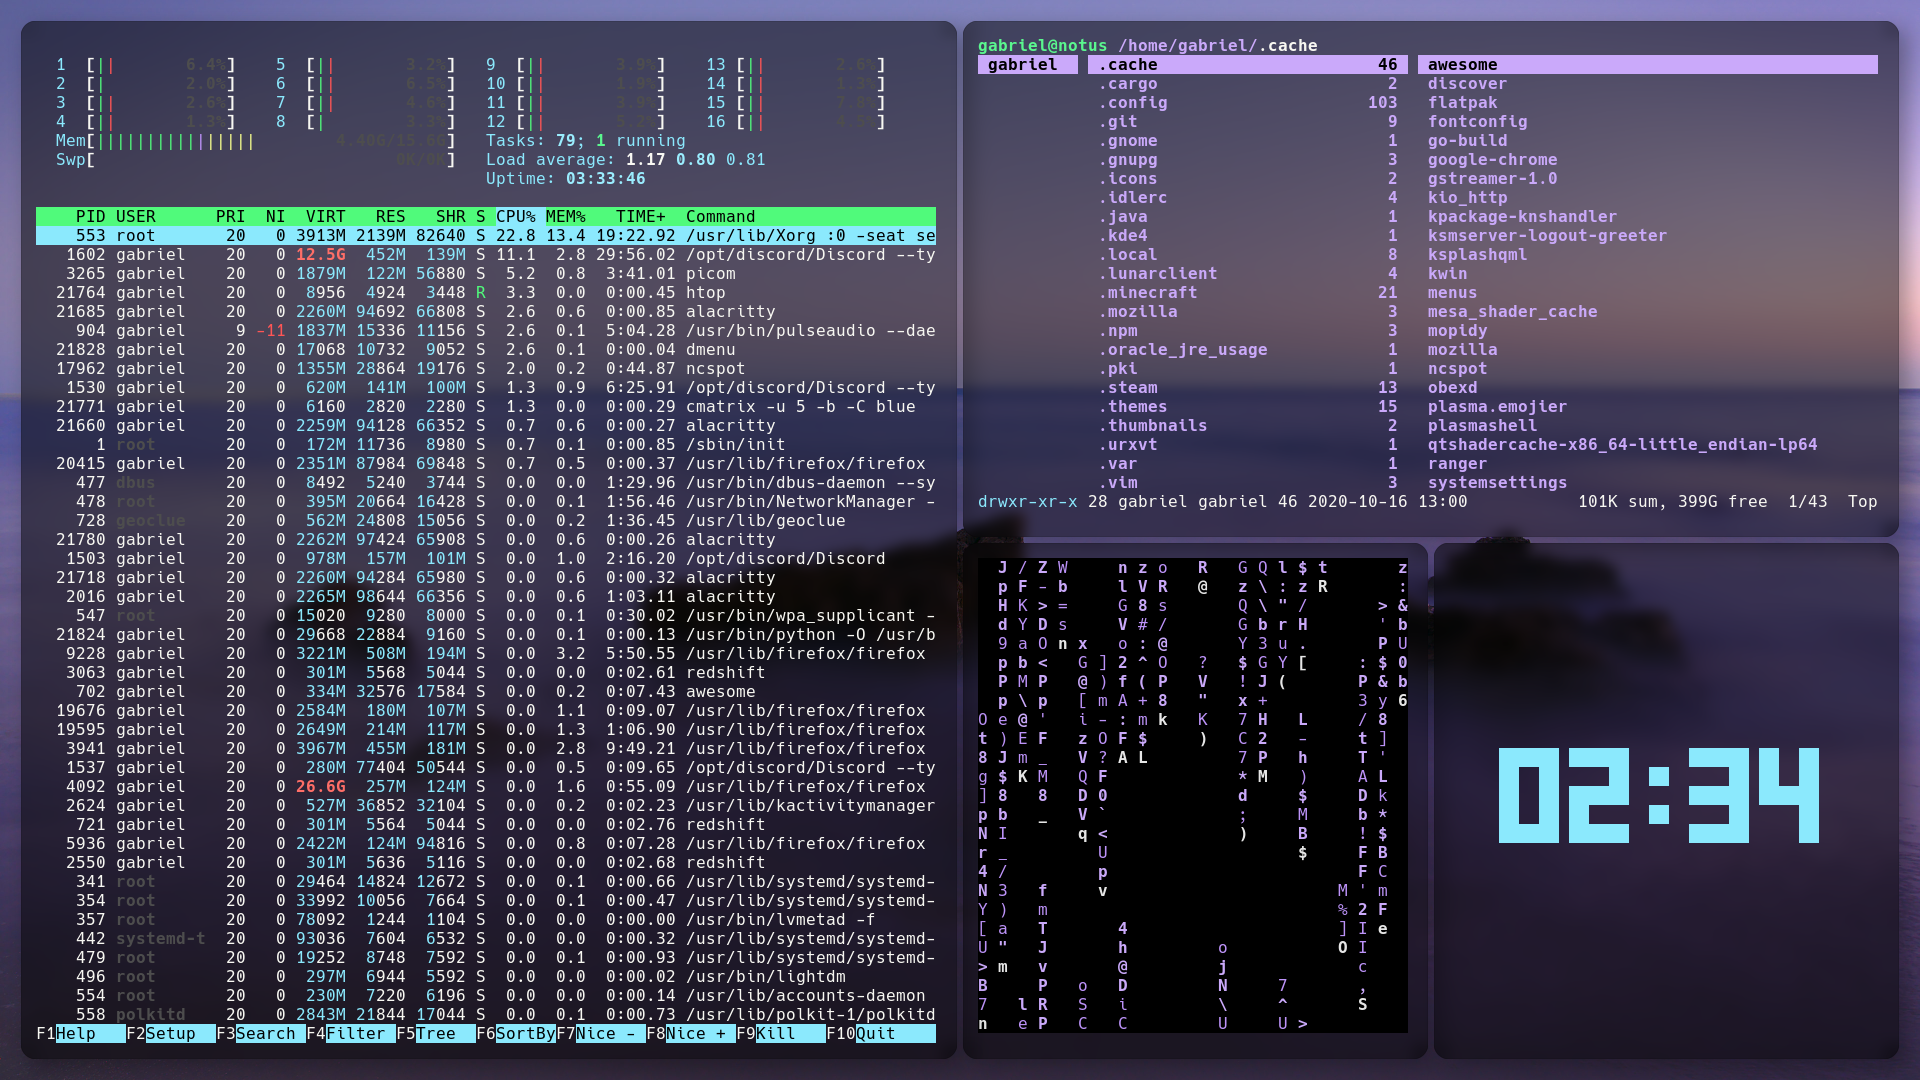 1 [|| 6.4%] 5 [|| 3.2%] 9 [|| 3.9%] 13 [|| 2.6%]
2 [| 2.0%] 6 [|| 6.5%] 10 [|| 1.9%] 14 [|| 1.3%]
3 [|| 2.6%] 7 [|| 4.6%] 11 [|| 3.9%] 15 [|| 7.8%]
4 [|| 1.3%] 8 [| 3.3%] 12 [|| 5.2%] 16 [|| ]
Mem[|||||||||||||||| 4.40G/15.6G] Tasks: 79; 1 running
Swp[ 0K/0K] Load average: 1.17 0.80 0.81
Uptime: 03:33:46
PID USER PRI NI VIRT RES SHR S CPU% MEM% TIME+ Command
553 root 20 0 3913M 2139M 82640 S 22.8 13.4 19:22.92 /usr/lib/Xorg :0 -seat se
1602 gabriel 20 0 12.5G 452M 139M S 11.1 2.8 29:56.02 /opt/discord/Discord --ty
3265 gabriel 20 0 1879M 122M 56880 S 5.2 0.8 3:41.01 picom
21764 gabriel 20 0 8956 4924 3448 R 3.3 0.0 0:00.45 htop
21685 gabriel 20 0 2260M 94692 66808 S 2.6 0.6 0:00.85 alacritty
904 gabriel 9 -11 1837M 15336 11156 S 2.6 0.1 5:04.28 /usr/bin/pulseaudio --dae
21828 gabriel 20 0 17068 10732 9052 S 2.6 0.1 0:00.04 dmenu
17962 gabriel 20 0 1355M 28864 19176 S 2.0 0.2 0:44.87 ncspot
1530 gabriel 20 0 620M 141M 100M S 1.3 0.9 6:25.91 /opt/discord/Discord --ty
21771 gabriel 20 0 6160 2820 2280 S 1.3 0.0 0:00.29 cmatrix -u 5 -b -C blue
21660 gabriel 20 0 2259M 94128 66352 S 0.7 0.6 0:00.27 alacritty
1 root 20 0 172M 11736 8980 S 0.7 0.1 0:00.85 /sbin/init
20415 gabriel 20 0 2351M 87984 69848 S 0.7 0.5 0:00.37 /usr/lib/firefox/firefox
477 dbus 20 0 8492 5240 3744 S 0.0 0.0 1:29.96 /usr/bin/dbus-daemon --sy
478 root 20 0 395M 20664 16428 S 0.0 0.1 1:56.46 /usr/bin/NetworkManager -
728 geoclue 20 0 562M 24808 15056 S 0.0 0.2 1:36.45 /usr/lib/geoclue
21780 gabriel 20 0 2262M 97424 65908 S 0.0 0.6 0:00.26 alacritty
1503 gabriel 20 0 978M 157M 101M S 0.0 1.0 2:16.20 /opt/discord/Discord
21718 gabriel 20 0 2260M 94284 65980 S 0.0 0.6 0:00.32 alacritty
2016 gabriel 20 0 2265M 98644 66356 S 0.0 0.6 1:03.11 alacritty
547 root 20 0 15020 9280 8000 S 0.0 0.1 0:30.02 /usr/bin/wpa_supplicant -
21824 gabriel 20 0 29668 22884 9160 S 0.0 0.1 0:00.13 /usr/bin/python -O /usr/b
9228 gabriel 20 0 3221M 508M 194M S 0.0 3.2 5:50.55 /usr/lib/firefox/firefox
3063 gabriel 20 0 301M 5568 5044 S 0.0 0.0 0:02.61 redshift
702 gabriel 20 0 334M 32576 17584 S 0.0 0.2 0:07.43 awesome
19676 gabriel 20 0 2584M 180M 107M S 0.0 1.1 0:09.07 /usr/lib/firefox/firefox
19595 gabriel 20 0 2649M 214M 117M S 0.0 1.3 1:06.90 /usr/lib/firefox/firefox
3941 gabriel 20 0 3967M 455M 181M S 0.0 2.8 9:49.21 /usr/lib/firefox/firefox
1537 gabriel 20 0 280M 77404 50544 S 0.0 0.5 0:09.65 /opt/discord/Discord --ty
4092 gabriel 20 0 26.6G 257M 124M S 0.0 1.6 0:55.09 /usr/lib/firefox/firefox
2624 gabriel 20 0 527M 36852 32104 S 0.0 0.2 0:02.23 /usr/lib/kactivitymanager
721 gabriel 20 0 301M 5564 5044 S 0.0 0.0 0:02.76 redshift
5936 gabriel 20 0 2422M 124M 94816 S 0.0 0.8 0:07.28 /usr/lib/firefox/firefox
2550 gabriel 20 0 301M 5636 5116 S 0.0 0.0 0:02.68 redshift
341 root 20 0 29464 14824 12672 S 0.0 0.1 0:00.66 /usr/lib/systemd/systemd-
354 root 20 0 33992 10056 7664 S 0.0 0.1 0:00.47 /usr/lib/systemd/systemd-
357 root 20 0 78092 1244 1104 S 0.0 0.0 0:00.00 /usr/bin/lvmetad -f
442 systemd-t 20 0 93036 7604 6532 S 0.0 0.0 0:00.32 /usr/lib/systemd/systemd-
479 root 20 0 19252 8748 7592 S 0.0 0.1 0:00.93 /usr/lib/systemd/systemd-
496 root 20 0 297M 6944 5592 S 0.0 0.0 0:00.02 /usr/bin/lightdm
554 root 20 0 230M 7220 6196 S 0.0 0.0 0:00.14 /usr/lib/accounts-daemon
558 polkitd 20 0 2843M 21844 17044 S 0.0 0.1 0:00.73 /usr/lib/polkit-1/polkitd
F1Help F2Setup F3Search F4Filter F5Tree F6SortByF7Nice - F8Nice + F9Kill F10Quit
gabriel@notus /home/gabriel/.cache
gabriel .cache 46 awesome
.cargo 2 discover
.config 103 flatpak
.git 9 fontconfig
.gnome 1 go-build
.gnupg 3 google-chrome
.icons 2 gstreamer-1.0
.idlerc 4 kio_http
.java 1 kpackage-knshandler
.kde4 1 ksmserver-logout-greeter
.local 8 ksplashqml
.lunarclient 4 kwin
.minecraft 21 menus
.mozilla 3 mesa_shader_cache
.npm 3 mopidy
.oracle_jre_usage 1 mozilla
.pki 1 ncspot
.steam 13 obexd
.themes 15 plasma.emojier
.thumbnails 2 plasmashell
.urxvt 1 qtshadercache-x86_64-little_endian-lp64
.var 1 ranger
.vim 3 systemsettings
drwxr-xr-x 28 gabriel gabriel 46 2020-10-16 13:00 101K sum, 399G free 1/43 Top
J / Z W n z o R G Q l $ t z
p F - b l V R @ z \ : z R :
H K > = G 8 s Q \ " / > &
d Y D s V # / G b r H ' b
9 a O n x o : @ Y 3 u . P U
p b < G ] 2 ^ O ? $ G Y [ : $ 0
P M P @ ) f ( P V ! J ( P & b
p \ p [ m A + 8 " x + 3 y 6
O e @ ' i - : m k K 7 H L / 8
t ) E F z O F $ ) C 2 - t ]
8 J m _ V ? A L 7 P h T '
g $ K M Q F * M ) A L
] 8 8 D 0 d $ D k
p b _ V ` ; M b *
N I q < ) B ! $
r _ U $ F B
4 / p F C
N 3 f v M ' m
Y ) m % 2 F
[ a T 4 ] I e
U " J h o O I
> m v @ j c
B P o D N 7 ,
7 l R S i \ ^ S
n e P C C U U >
02:34